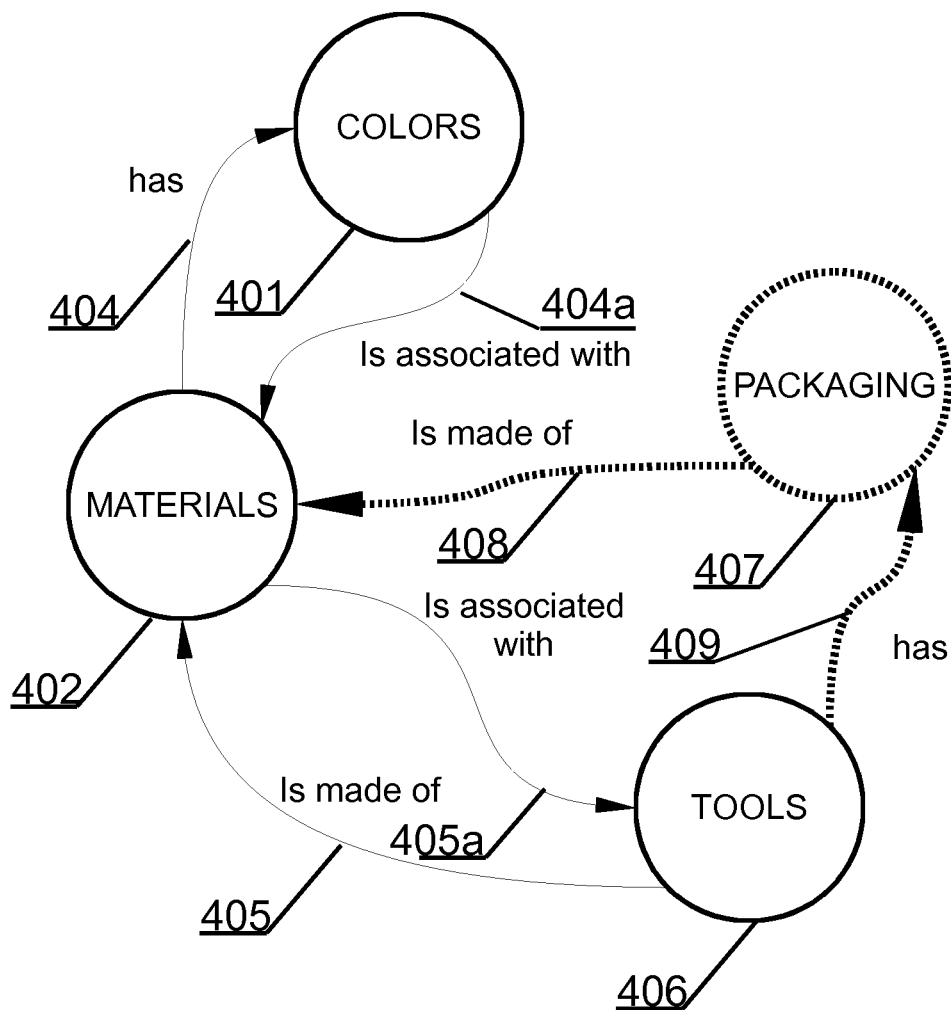 COLORS
has
404
401
404a
Is associated with
PACKAGING
Is made of
MATERIALS
408
407
Is associated
with
409
has
402
Is made of
TOOLS
405a
405
406